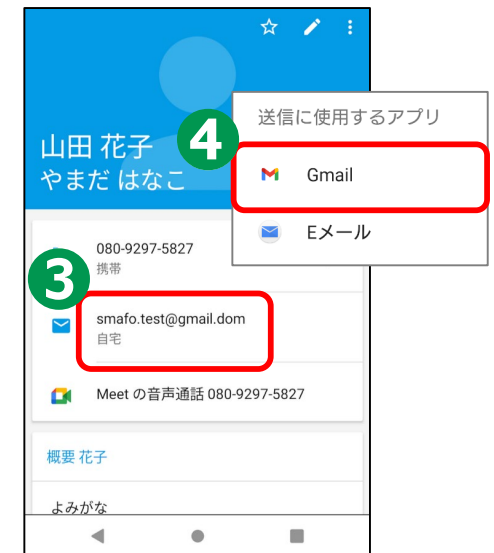 山田 花子
やまだ はなこ
4
送信に使用するアプリ
Gmail
Eメール
080-9297-5827
携帯
3
smafo.test@gmail.dom
自宅
Meet の音声通話 080-9297-5827
概要 花子
よみがな